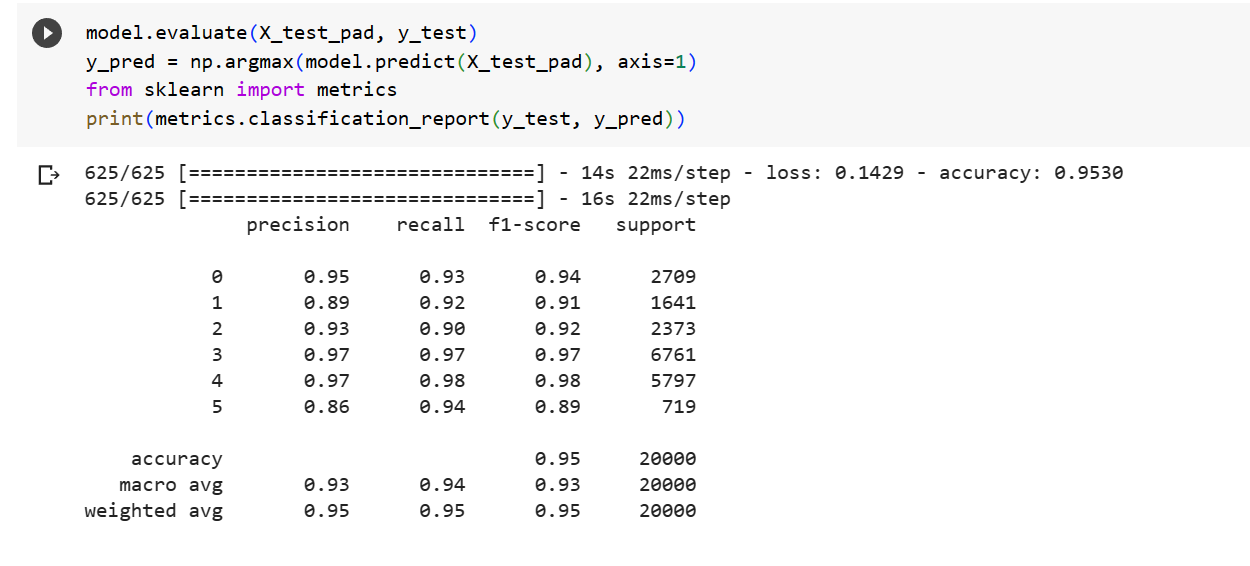 model.evaluate(X_test_pad, y_test)
y_pred = np.argmax(model.predict(X_test_pad), axis=1)
from sklearn import metrics
print(metrics.classification_report(y_test, y_pred))
625/625 [==============================] - 14s 22ms/step - loss: 0.1429 - accuracy: 0.9530
625/625 [==============================] - 16s 22ms/step
              precision    recall  f1-score   support

           0       0.95      0.93      0.94      2709
           1       0.89      0.92      0.91      1641
           2       0.93      0.90      0.92      2373
           3       0.97      0.97      0.97      6761
           4       0.97      0.98      0.98      5797
           5       0.86      0.94      0.89       719

    accuracy                           0.95     20000
   macro avg       0.93      0.94      0.93     20000
weighted avg       0.95      0.95      0.95     20000